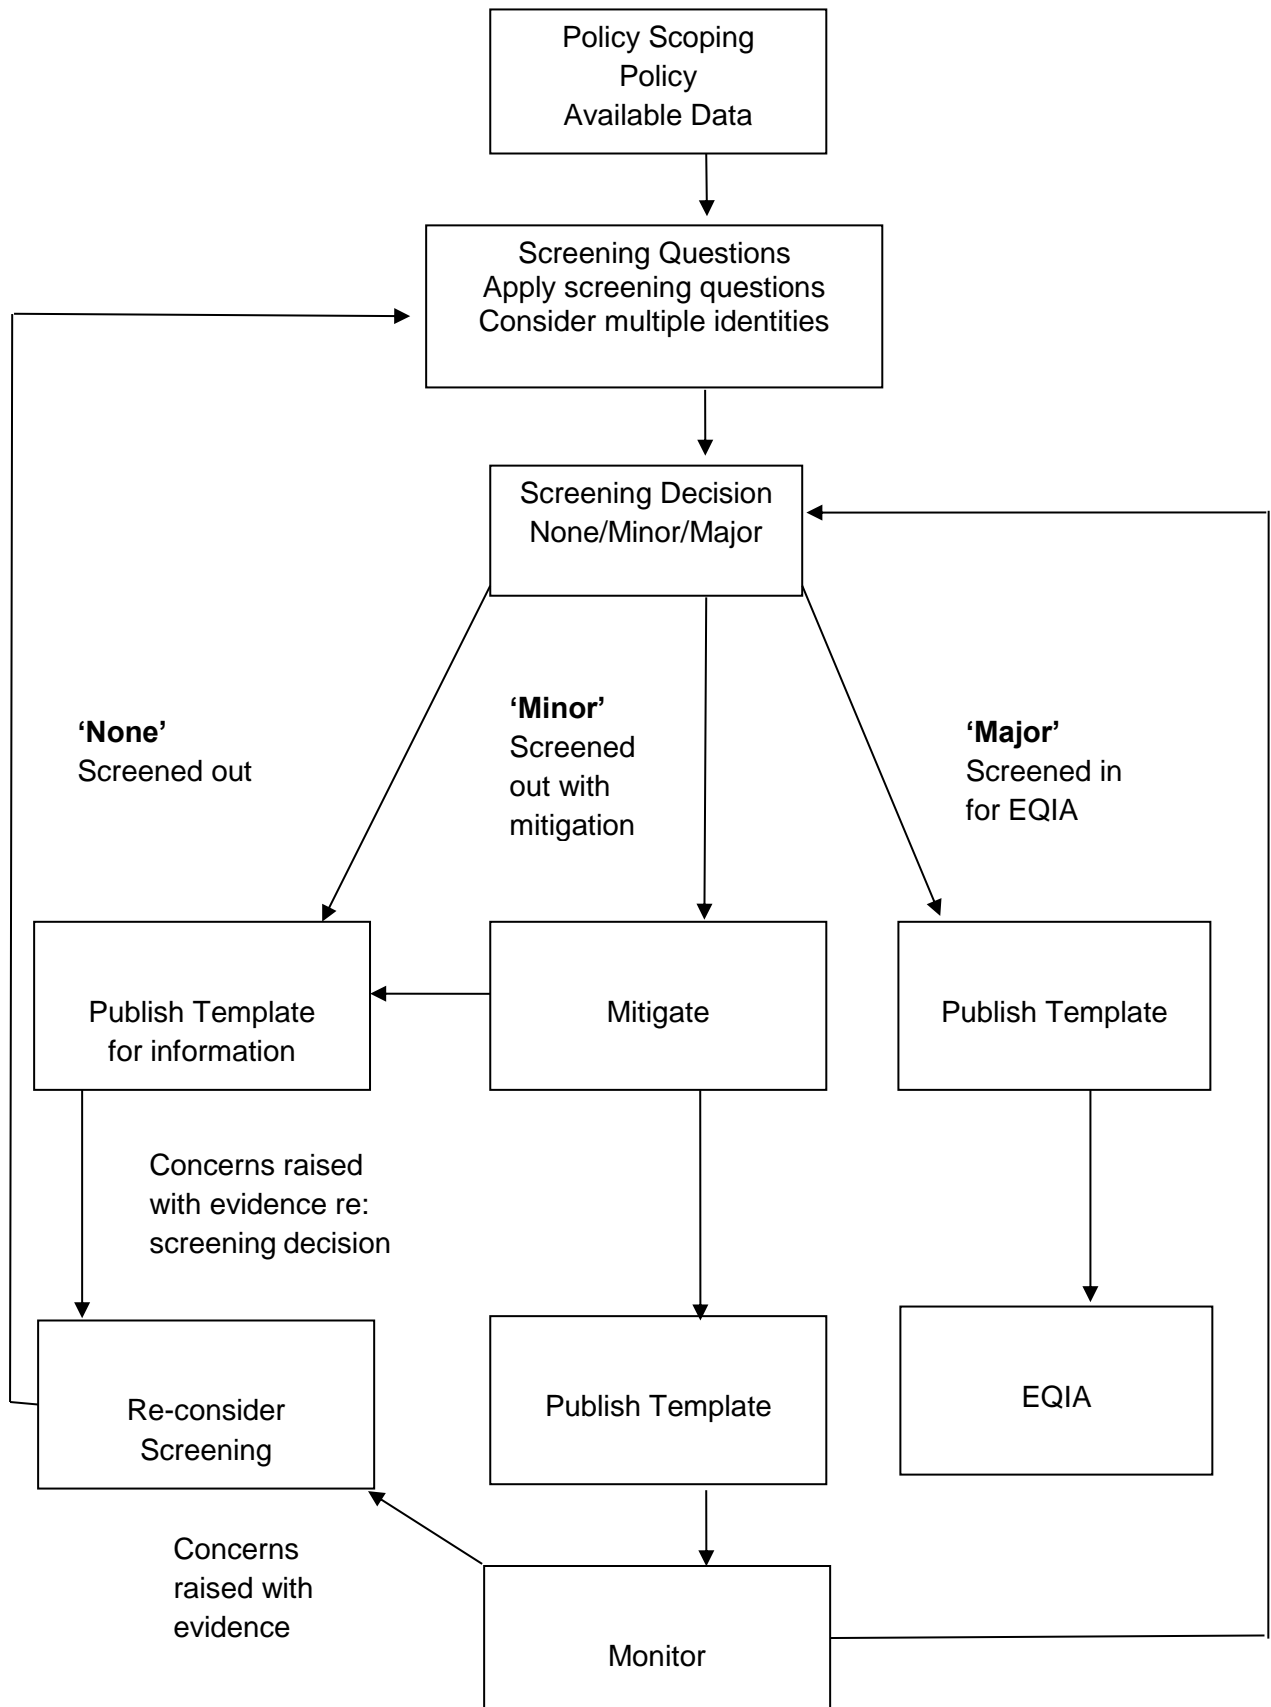 Policy Scoping
Policy
Available Data
Screening Questions
Apply screening questions
Consider multiple identities
Screening Decision
None/Minor/Major
‘None’
Screened out
‘Minor’
Screened
out with
mitigation
‘Major’
Screened in
for EQIA
Publish Template
for information
Mitigate
Publish Template
Concerns raised
with evidence re:
screening decision
Re-consider
Screening
Publish Template
EQIA
Concerns
raised with
evidence
Monitor